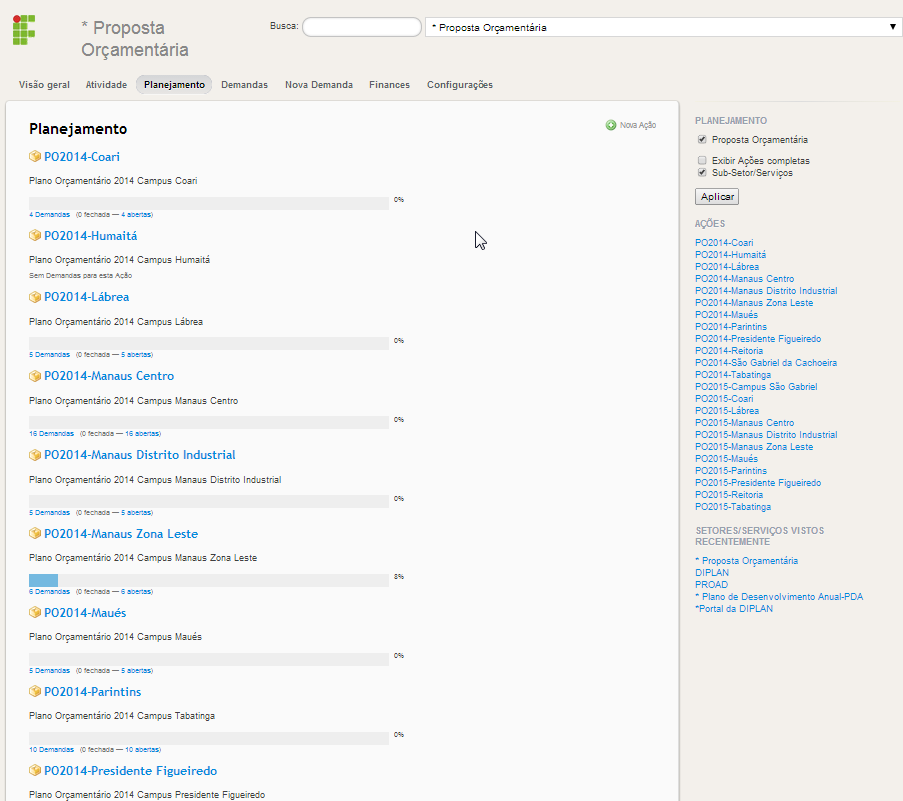 * Proposta
Orçamentária
Busca:
* Proposta Orçamentária
Visão geral Atividade Planejamento Demandas Nova Demanda Finances Configurações
Planejamento
Nova Ação
PO2014-Coari
Plano Orçamentário 2014 Campus Coari
0%
4 Demandas (0 fechada — 4 abertas)
PO2014-Humaitá
Plano Orçamentário 2014 Campus Humaitá
Sem Demandas para esta Ação
PO2014-Lábrea
Plano Orçamentário 2014 Campus Lábrea
0%
5 Demandas (0 fechada — 5 abertas)
PO2014-Manaus Centro
Plano Orçamentário 2014 Campus Manaus Centro
0%
16 Demandas (0 fechada — 16 abertas)
PO2014-Manaus Distrito Industrial
Plano Orçamentário 2014 Campus Manaus Distrito Industrial
0%
5 Demandas (0 fechada — 5 abertas)
PO2014-Manaus Zona Leste
Plano Orçamentário 2014 Campus Manaus Zona Leste
8%
6 Demandas (0 fechada — 6 abertas)
PO2014-Maués
Plano Orçamentário 2014 Campus Maués
0%
5 Demandas (0 fechada — 5 abertas)
PO2014-Parintins
Plano Orçamentário 2014 Campus Tabatinga
0%
10 Demandas (0 fechada — 10 abertas)
PO2014-Presidente Figueiredo
Plano Orçamentário 2014 Campus Presidente Figueiredo
PLANEJAMENTO
Proposta Orçamentária
Exibir Ações completas
Sub-Setor/Serviços
Aplicar
AÇÕES
PO2014-Coari
PO2014-Humaitá
PO2014-Lábrea
PO2014-Manaus Centro
PO2014-Manaus Distrito Industrial
PO2014-Manaus Zona Leste
PO2014-Maués
PO2014-Parintins
PO2014-Presidente Figueiredo
PO2014-Reitoria
PO2014-São Gabriel da Cachoeira
PO2014-Tabatinga
PO2015-Campus São Gabriel
PO2015-Coari
PO2015-Lábrea
PO2015-Manaus Centro
PO2015-Manaus Distrito Industrial
PO2015-Manaus Zona Leste
PO2015-Maués
PO2015-Parintins
PO2015-Presidente Figueiredo
PO2015-Reitoria
PO2015-Tabatinga
SETORES/SERVIÇOS VISTOS
RECENTEMENTE
* Proposta Orçamentária
DIPLAN
PROAD
* Plano de Desenvolvimento Anual-PDA
*Portal da DIPLAN